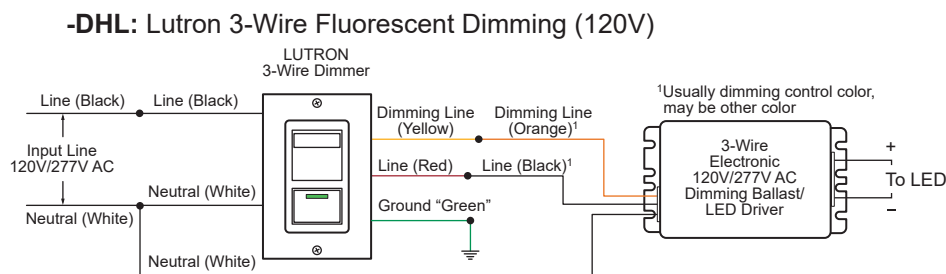 -DHL: Lutron 3-Wire Fluorescent Dimming (120V)
LUTRON
3-Wire Dimmer
Line (Black)
Line (Black)
Input Line
120V/277V AC
Neutral (White)
Neutral (White)
Neutral (White)
Dimming Line
(Yellow)
Dimming Line
(Orange)¹
Line (Red)
Line (Black)¹
Ground “Green”
¹Usually dimming control color,
may be other color
3-Wire
Electronic
120V/277V AC
Dimming Ballast/
LED Driver
+
To LED
−